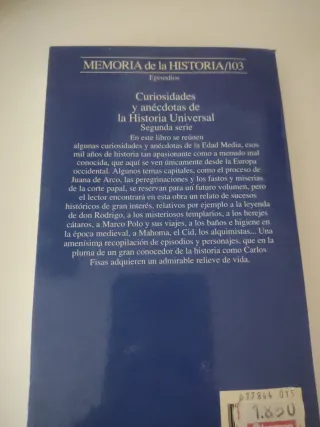 MEMORIA de la HISTORIA/103
Episodios
Curiosidades
y anécdotas de
la Historia Universal
Segunda serie
En este libro se reúnen
algunas curiosidades y anécdotas de la Edad Media, esos
mil años de historia tan apasionante como a menudo mal
conocida, que aquí se ven únicamente desde la Europa
occidental. Algunos temas capitales, como el proceso de
Juana de Arco, las peregrinaciones y los fastos y miserias
de la corte papal, se reservan para un futuro volumen, pero
el lector encontrará en esta obra un relato de sucesos
históricos de gran interés, relativos por ejemplo a la leyenda
de don Rodrigo, a los misteriosos templarios, a los herejes
cátaros, a Marco Polo y sus viajes, a los baños e higiene en
la época medieval, a Mahoma, el Cid, los alquimistas... Una
amenísima recopilación de episodios y personajes, que en la
pluma de un gran conocedor de la historia como Carlos
Fisas adquieren un admirable relieve de vida.
1.850